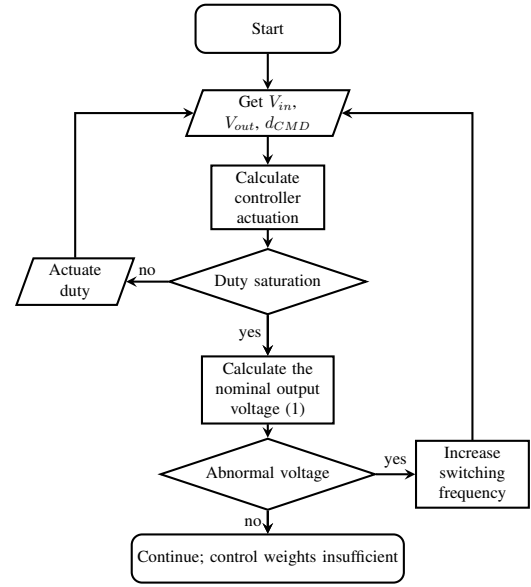 Start
Get V_in,
V_out, d_CMD
Calculate
controller
actuation
Actuate
duty
no
Duty saturation
yes
Calculate the
nominal output
voltage (1)
Abnormal voltage
yes
Increase
switching
frequency
no
Continue; control weights insufficient